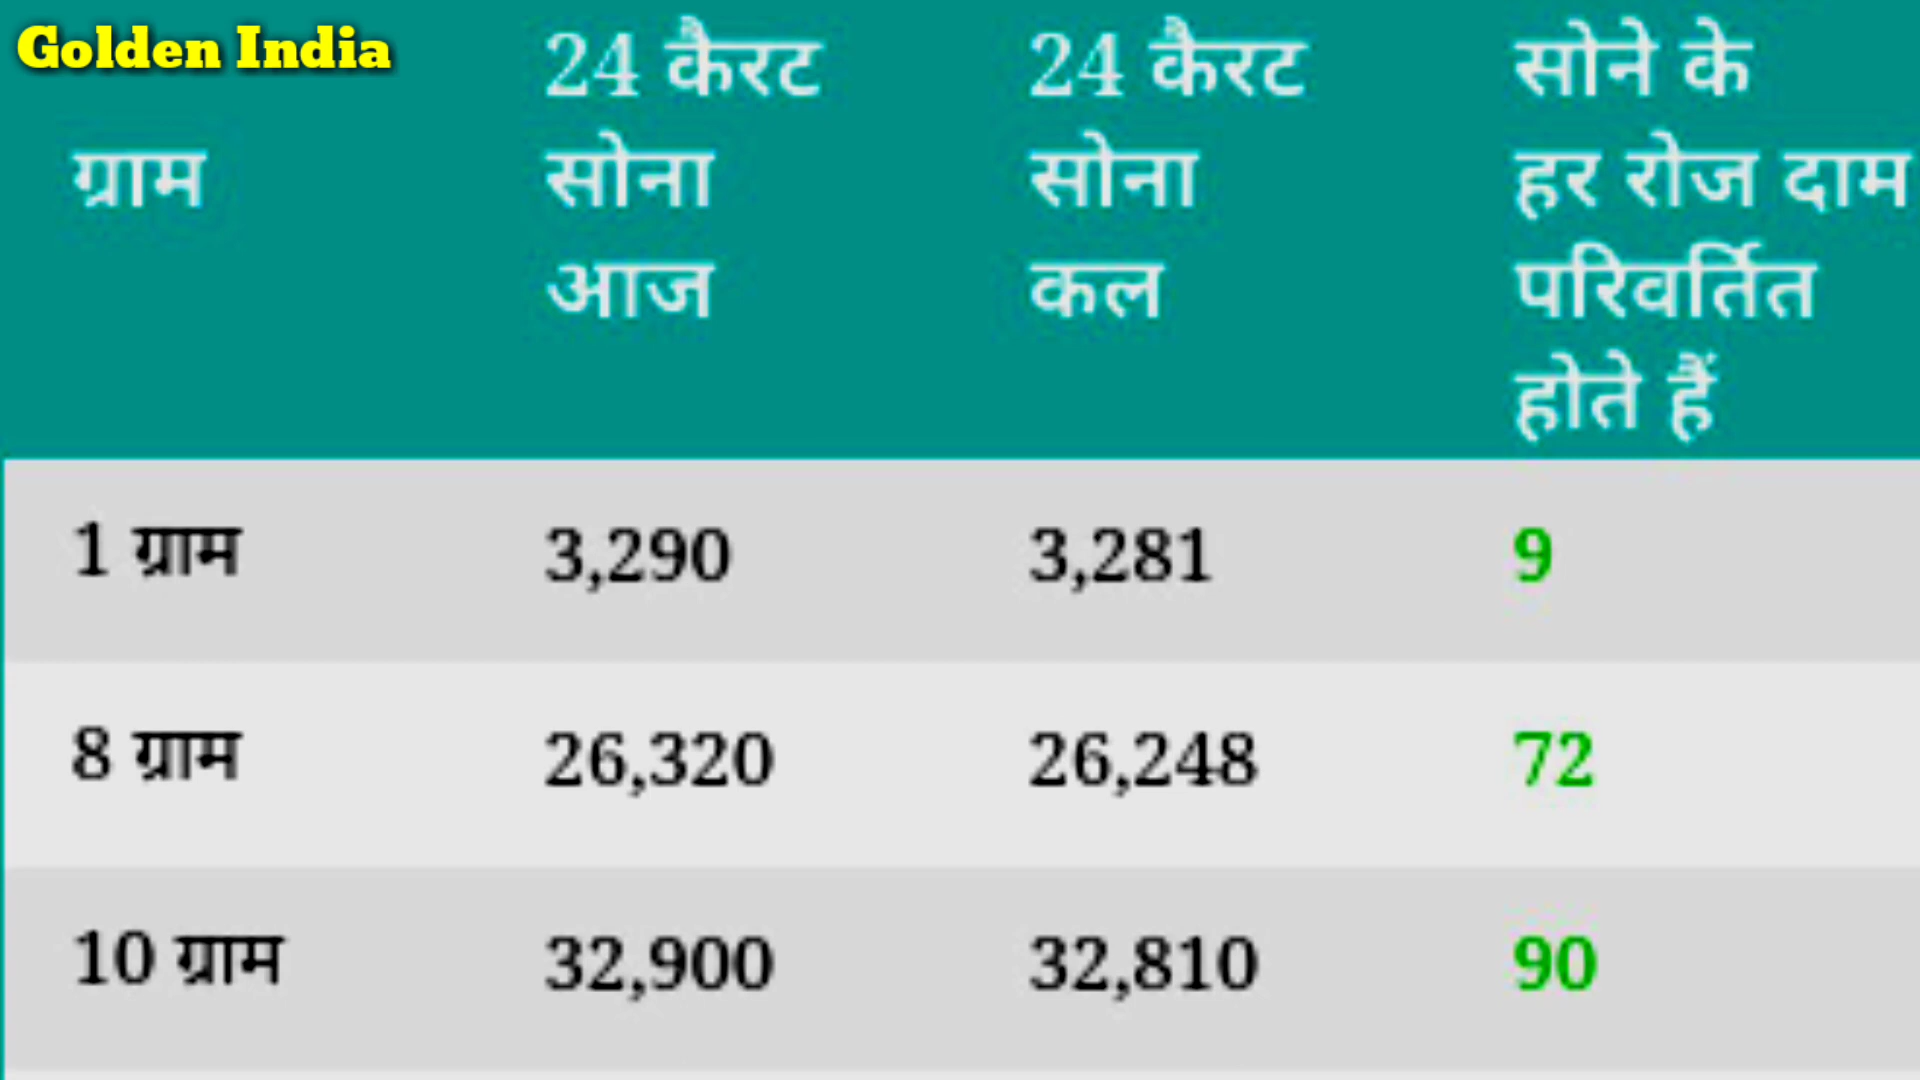 Golden India
ग्राम
24 कैरट
सोना
आज
24 कैरट
सोना
कल
सोने के
हर रोज दाम
परिवर्तित
होते हैं
1 ग्राम 3,290 3,281 9
8 ग्राम 26,320 26,248 72
10 ग्राम 32,900 32,810 90